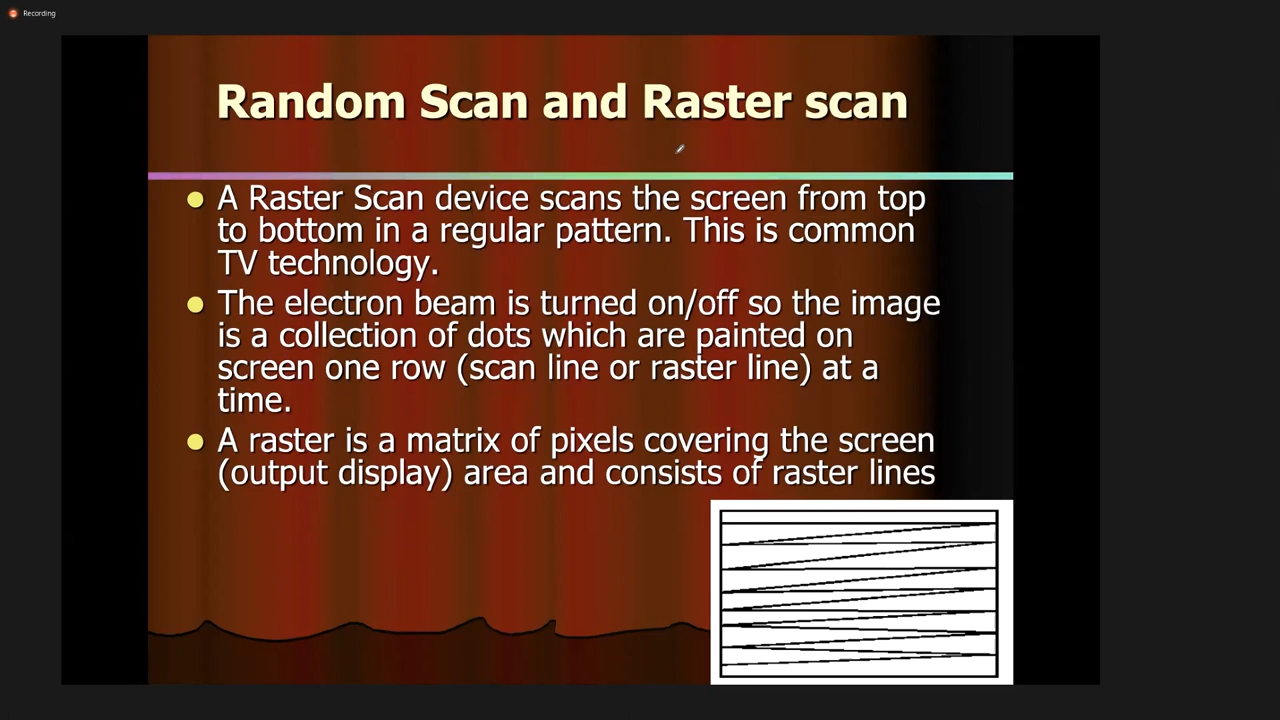 Recording
Random Scan and Raster scan
A Raster Scan device scans the screen from top
to bottom in a regular pattern. This is common
TV technology.
The electron beam is turned on/off so the image
is a collection of dots which are painted on
screen one row (scan line or raster line) at a
time.
A raster is a matrix of pixels covering the screen
(output display) area and consists of raster lines